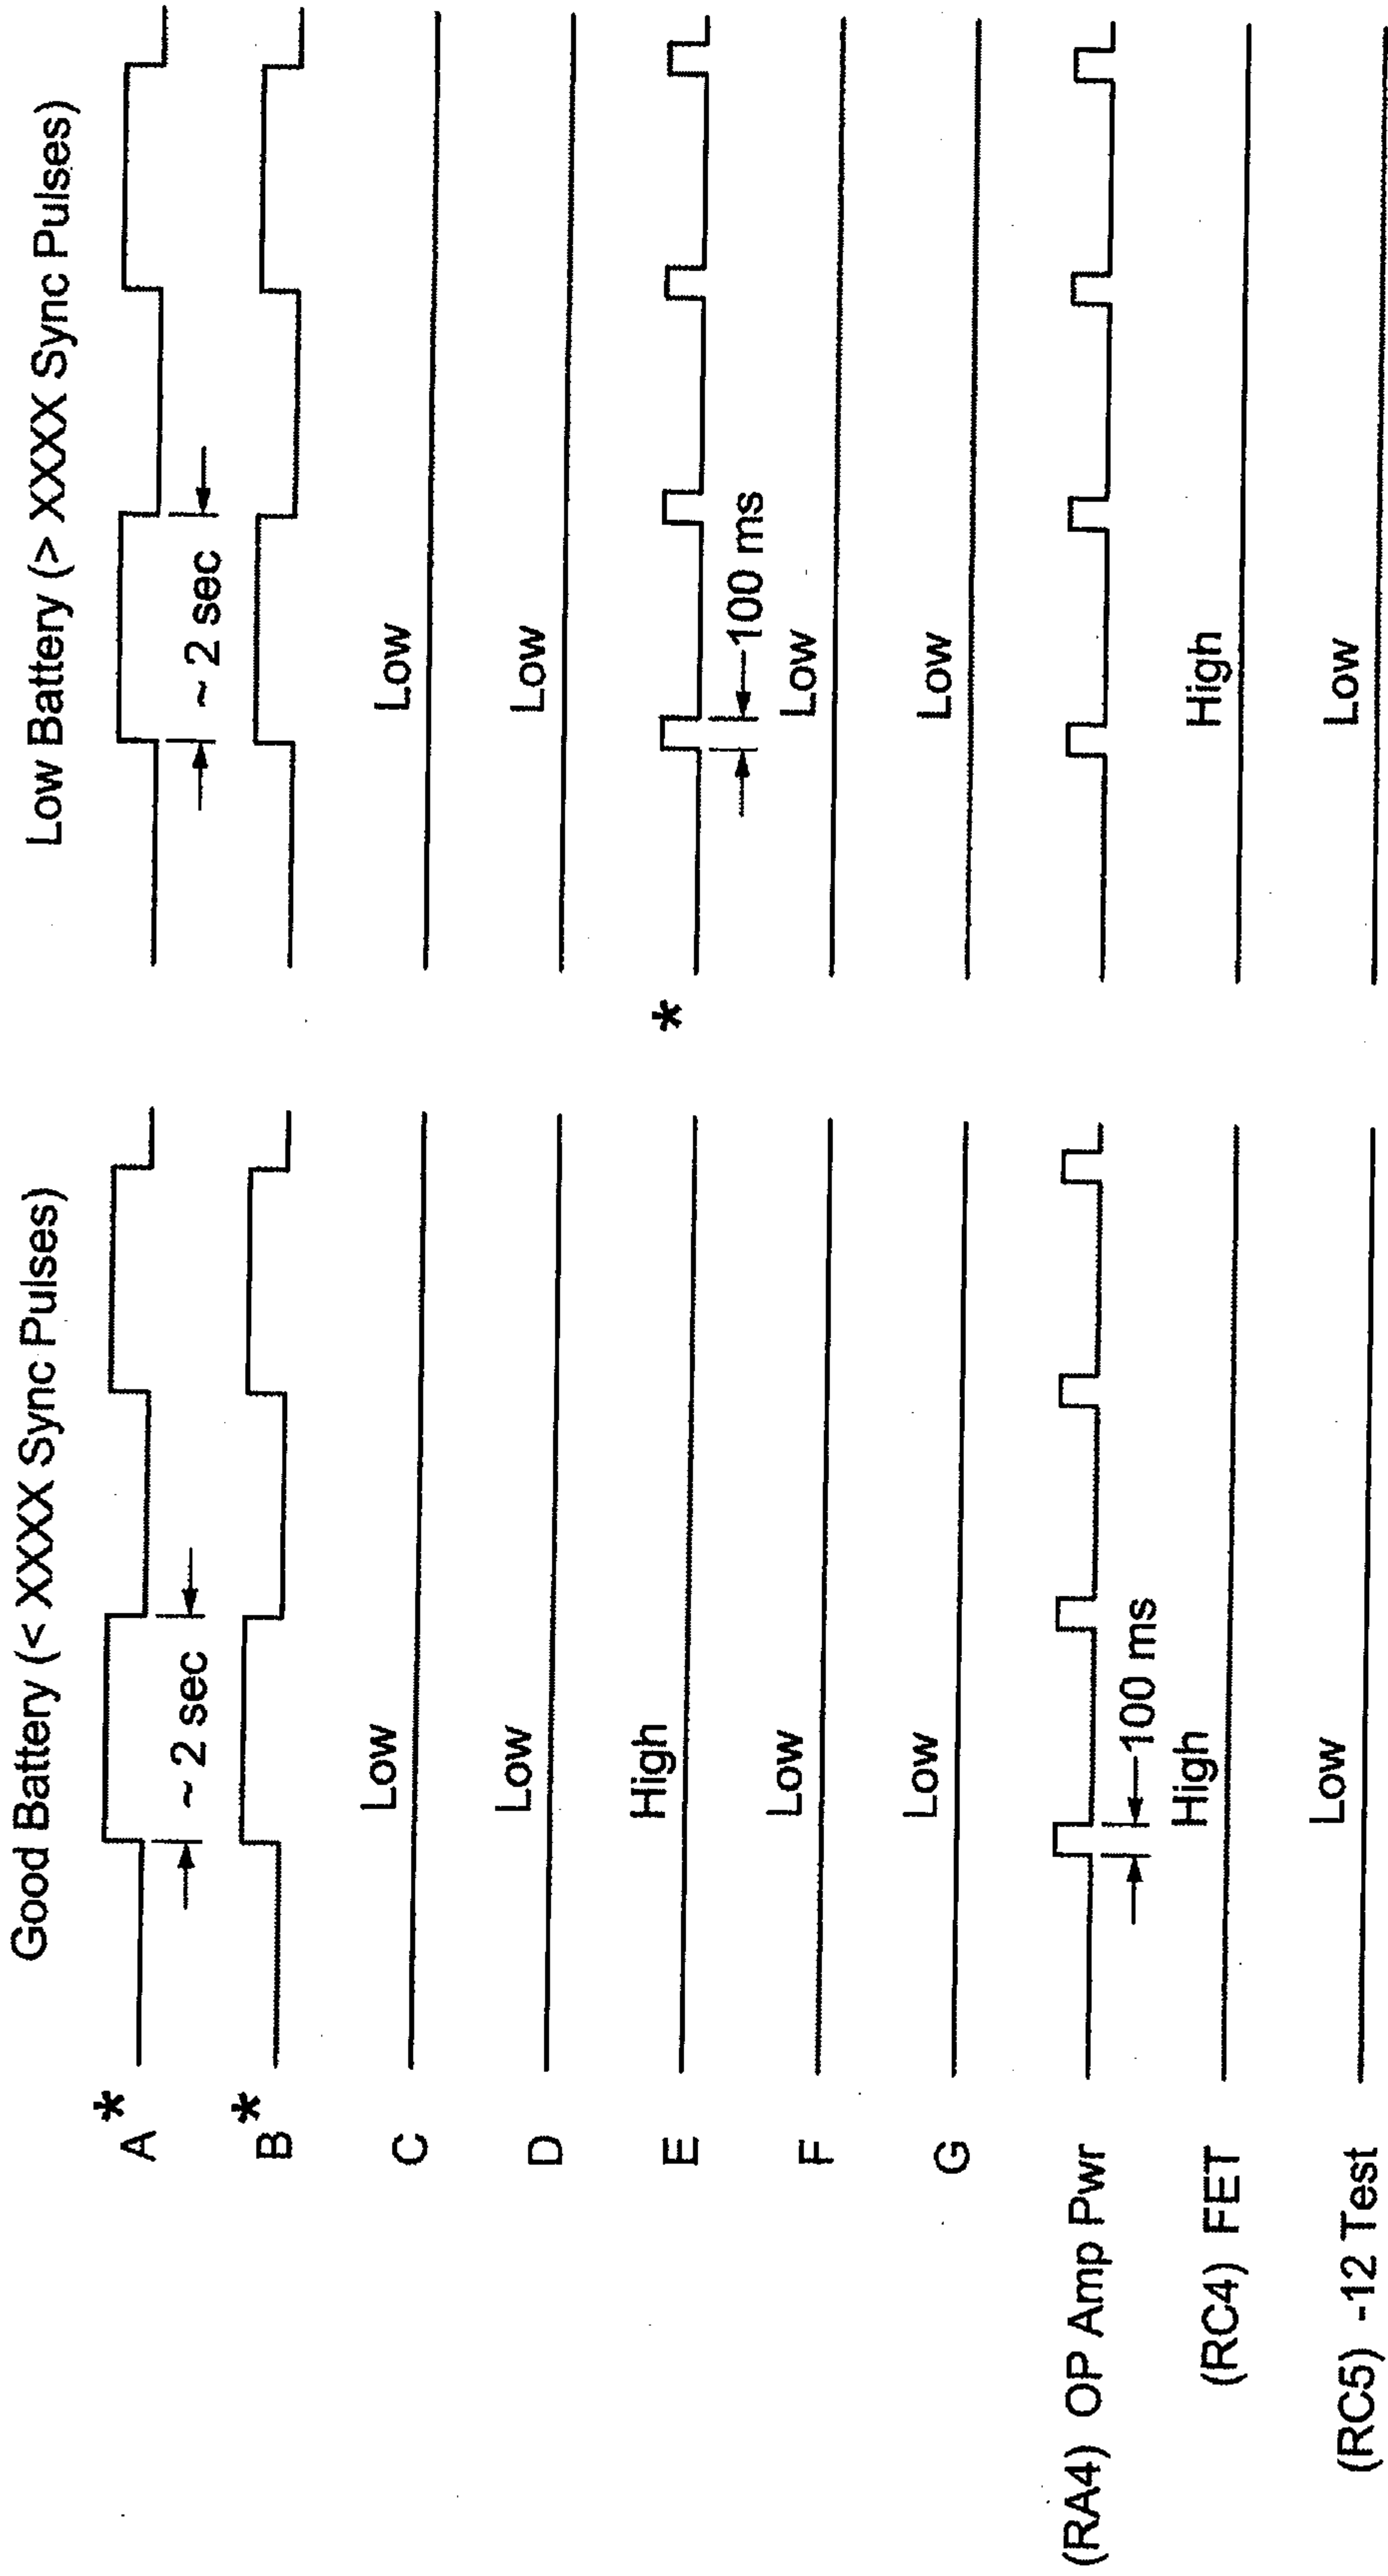 Good Battery (< XXXX Sync Pulses)
Low Battery (> XXXX Sync Pulses)
A *
~ 2 sec
~ 2 sec
B *
C
Low
Low
D
Low
Low
E
High
*
100 ms
F
Low
Low
G
Low
Low
(RA4) OP Amp Pwr
100 ms
(RC4) FET
High
High
(RC5) -12 Test
Low
Low